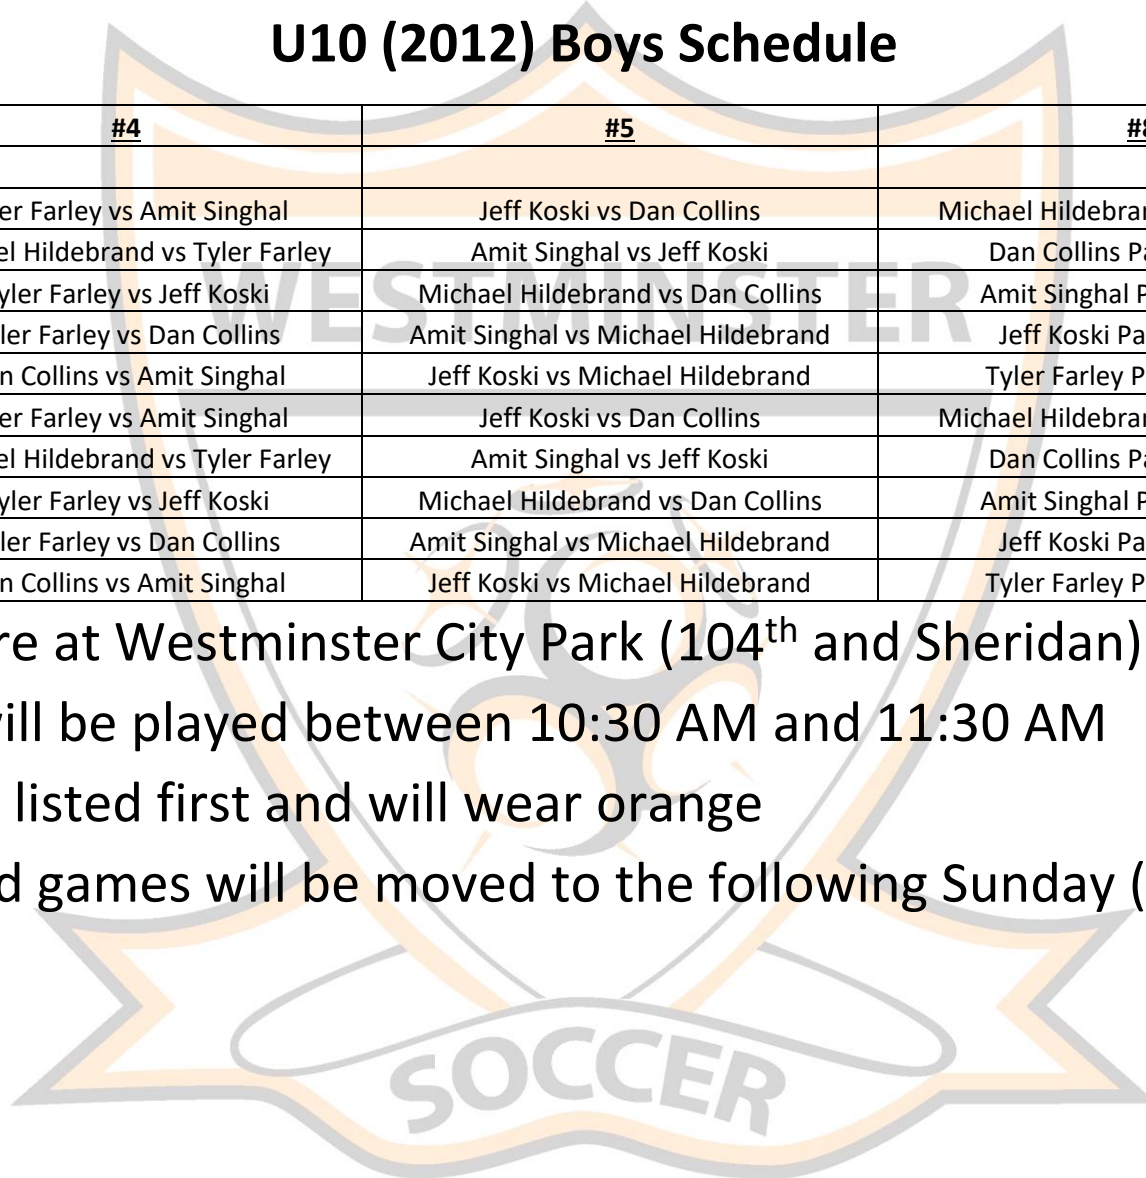 U10 (2012) Boys Schedule
#4 #5
er Farley vs Amit Singhal Jeff Koski vs Dan Collins Michael Hildebra
el Hildebrand vs Tyler Farley Amit Singhal vs Jeff Koski Dan Collins Pa
yler Farley vs Jeff Koski Michael Hildebrand vs Dan Collins Amit Singhal P
ler Farley vs Dan Collins Amit Singhal vs Michael Hildebrand Jeff Koski Pa
n Collins vs Amit Singhal Jeff Koski vs Michael Hildebrand Tyler Farley P
er Farley vs Amit Singhal Jeff Koski vs Dan Collins Michael Hildebra
el Hildebrand vs Tyler Farley Amit Singhal vs Jeff Koski Dan Collins Pa
yler Farley vs Jeff Koski Michael Hildebrand vs Dan Collins Amit Singhal P
ler Farley vs Dan Collins Amit Singhal vs Michael Hildebrand Jeff Koski Pa
n Collins vs Amit Singhal Jeff Koski vs Michael Hildebrand Tyler Farley P
re at Westminster City Park (104th and Sheridan)
will be played between 10:30 AM and 11:30 AM
listed first and will wear orange
d games will be moved to the following Sunday (
WESTMINSTER
SOCCER